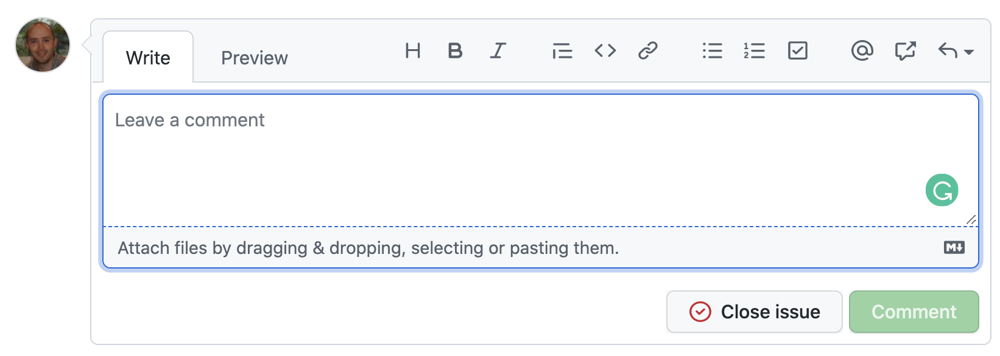 Write Preview H B I @
Leave a comment
Attach files by dragging & dropping, selecting or pasting them. M
Close issue Comment